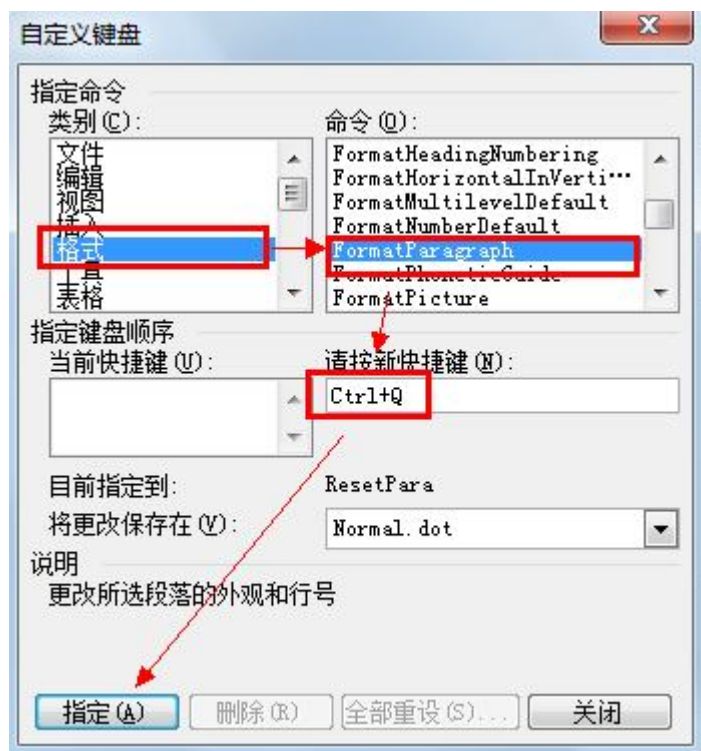 自定义键盘
指定命令
类别(C):
命令(O):
文件
编辑
视图
插入
格式
工具
表格
FormatHeadingNumbering
FormatHorizontalInVerti···
FormatMultilevelDefault
FormatNumberDefault
FormatParagraph
FormatPhoneticGuide
FormatPicture
指定键盘顺序
当前快捷键(U):
请按新快捷键(N):
Ctrl+Q
目前指定到:
ResetPara
将更改保存在(V):
Normal.dot
说明
更改所选段落的外观和行号
指定(A)
删除(R)
全部重设(S)...
关闭